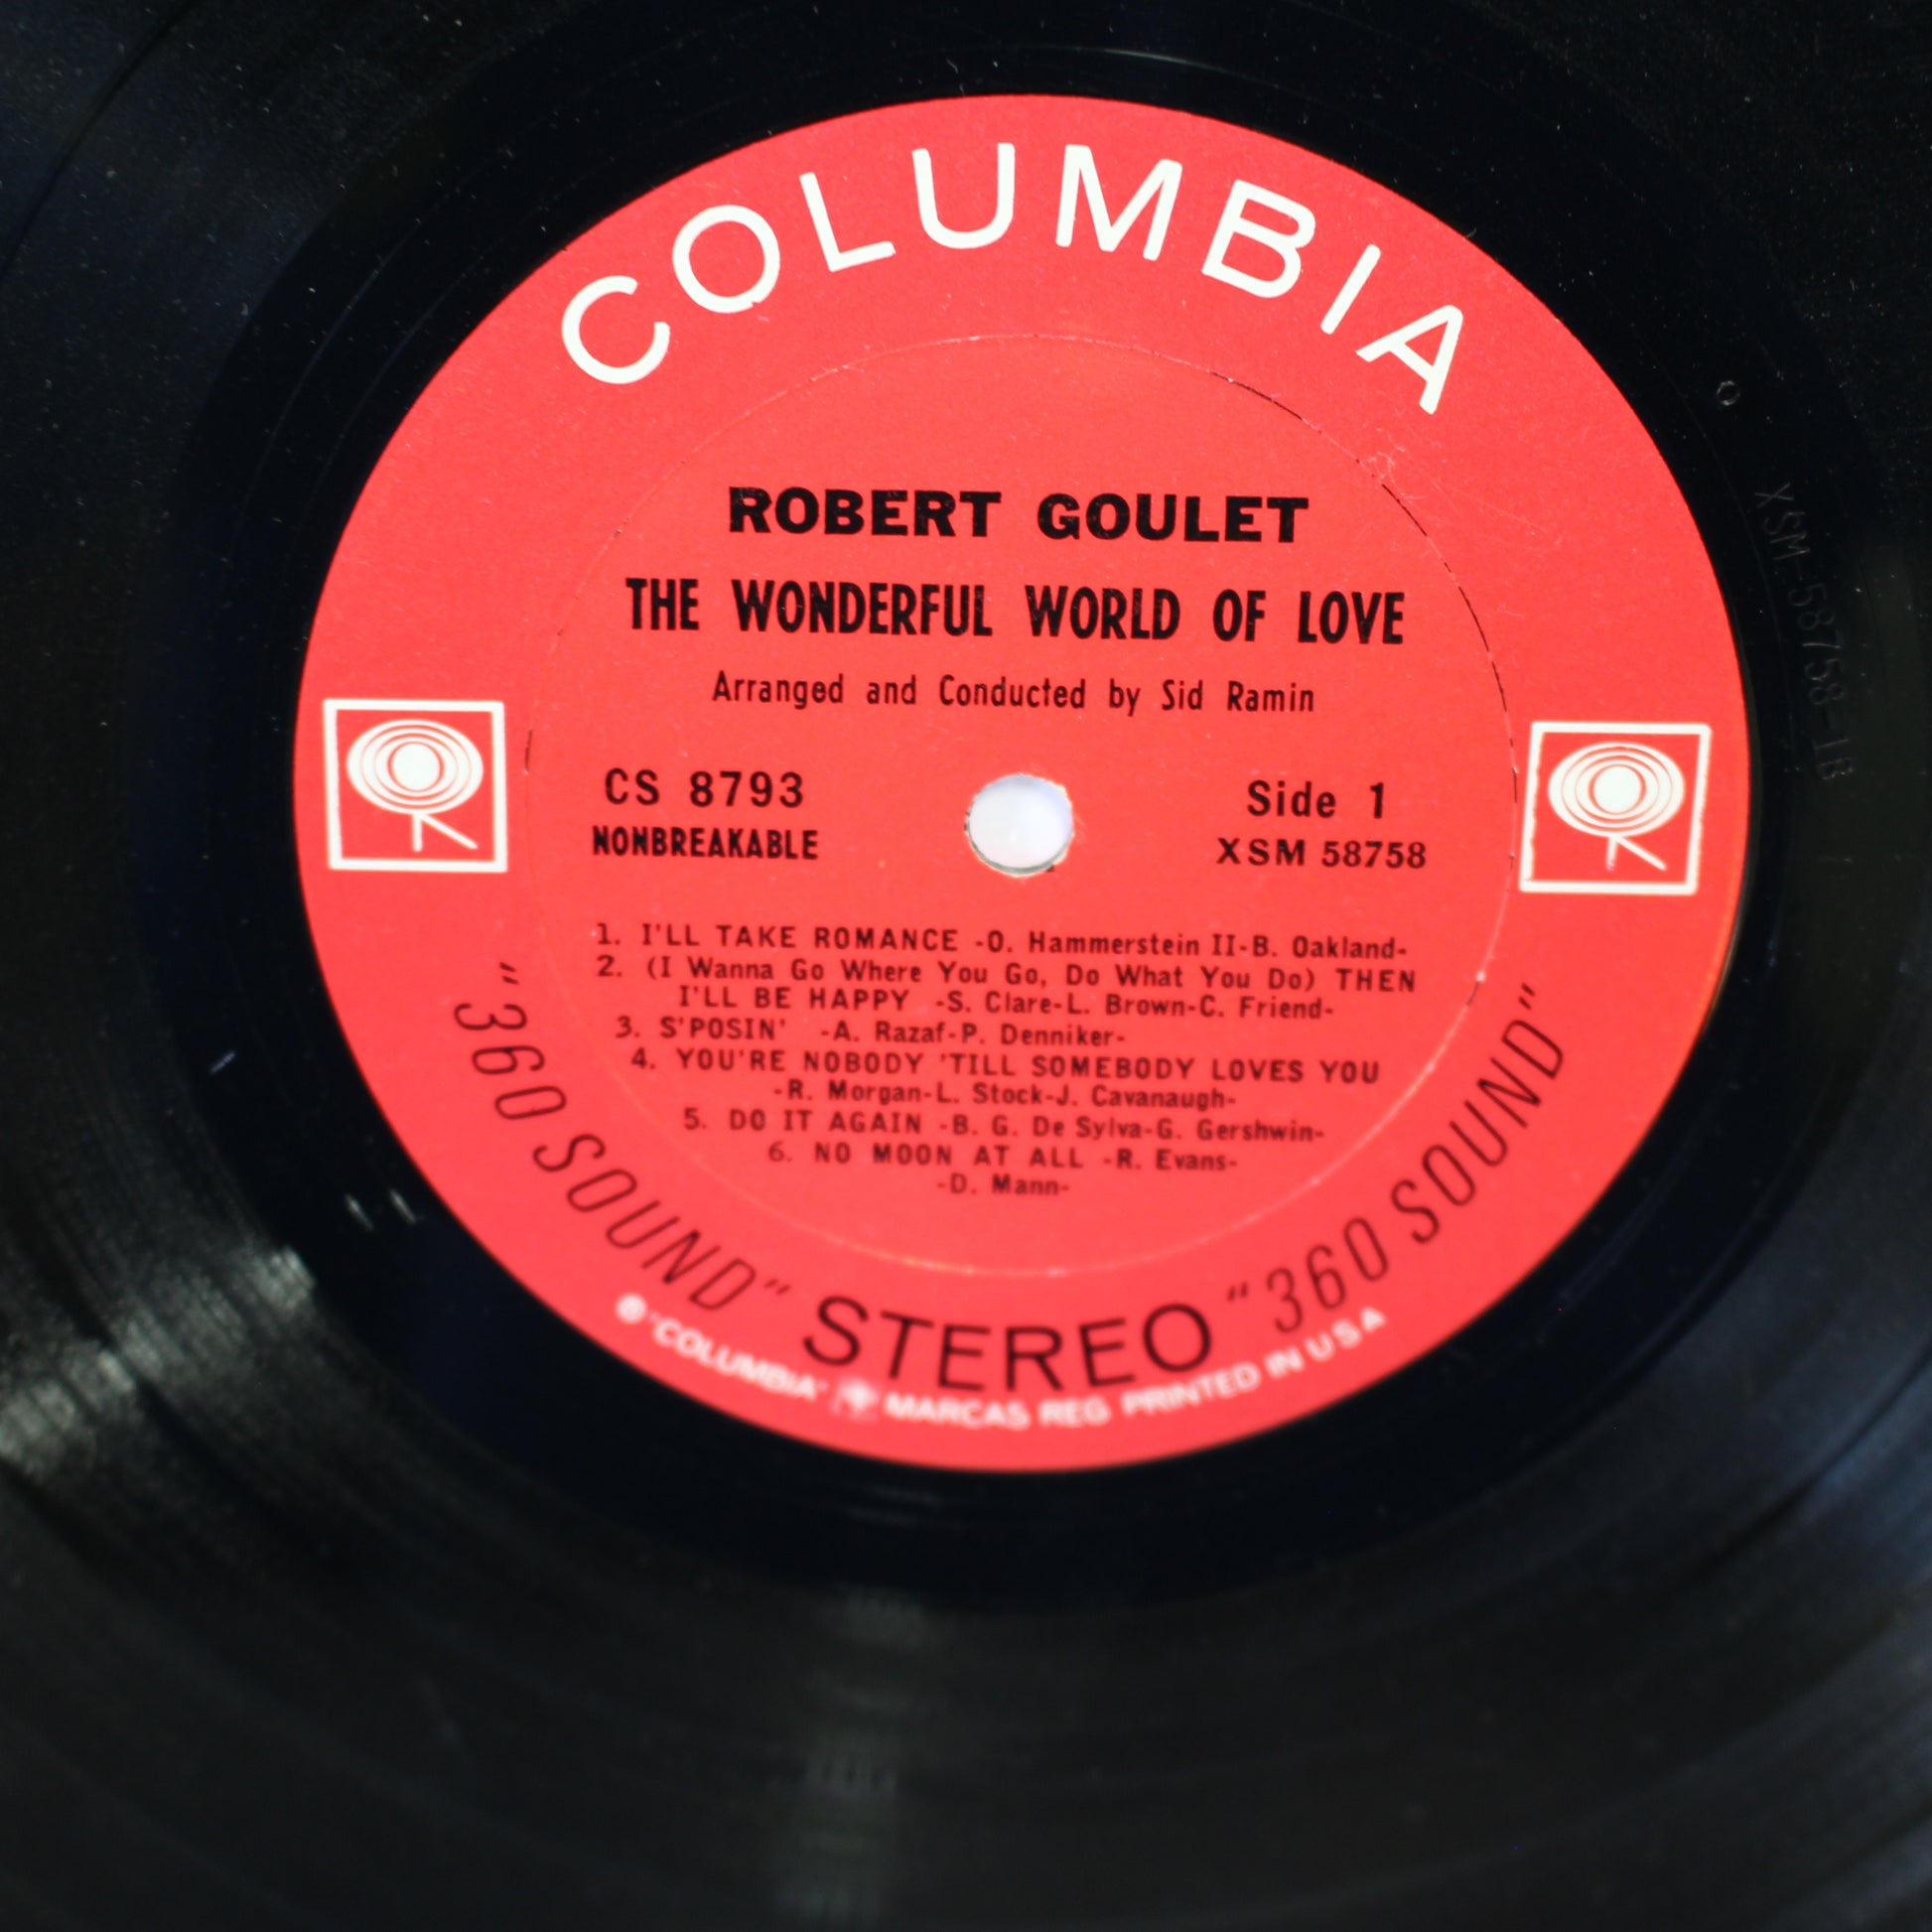 COLUMBIA
ROBERT GOULET
THE WONDERFUL WORLD OF LOVE
Arranged and Conducted by Sid Ramin
CS 8793
NONBREAKABLE
Side 1
XSM 58758
1. I'LL TAKE ROMANCE -O. Hammerstein II-B. Oakland-
2. (I Wanna Go Where You Go, Do What You Do) THEN
I'LL BE HAPPY -S. Clare-L. Brown-C. Friend-
3. S'POSIN' -A. Razaf-P. Denniker-
4. YOU'RE NOBODY 'TILL SOMEBODY LOVES YOU
-R. Morgan-L. Stock-J. Cavanaugh-
5. DO IT AGAIN -B. G. De Sylva-G. Gershwin-
6. NO MOON AT ALL -R. Evans-
-D. Mann-
"360 SOUND" STEREO "360 SOUND"
® "COLUMBIA" MARCAS REG PRINTED IN U S A
XSM-58758-1B